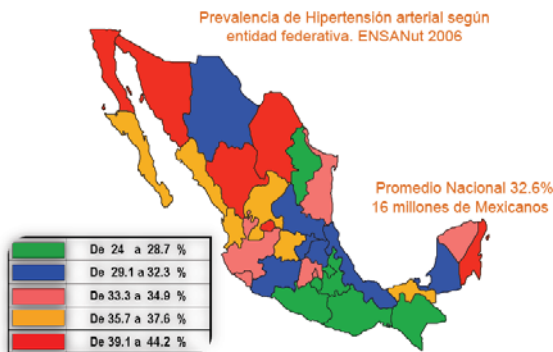 Prevalencia de Hipertensión arterial según
entidad federativa. ENSANut 2006
Promedio Nacional 32.6%
16 millones de Mexicanos
De 24 a 28.7 %
De 29.1 a 32.3 %
De 33.3 a 34.9 %
De 35.7 a 37.6 %
De 39.1 a 44.2 %